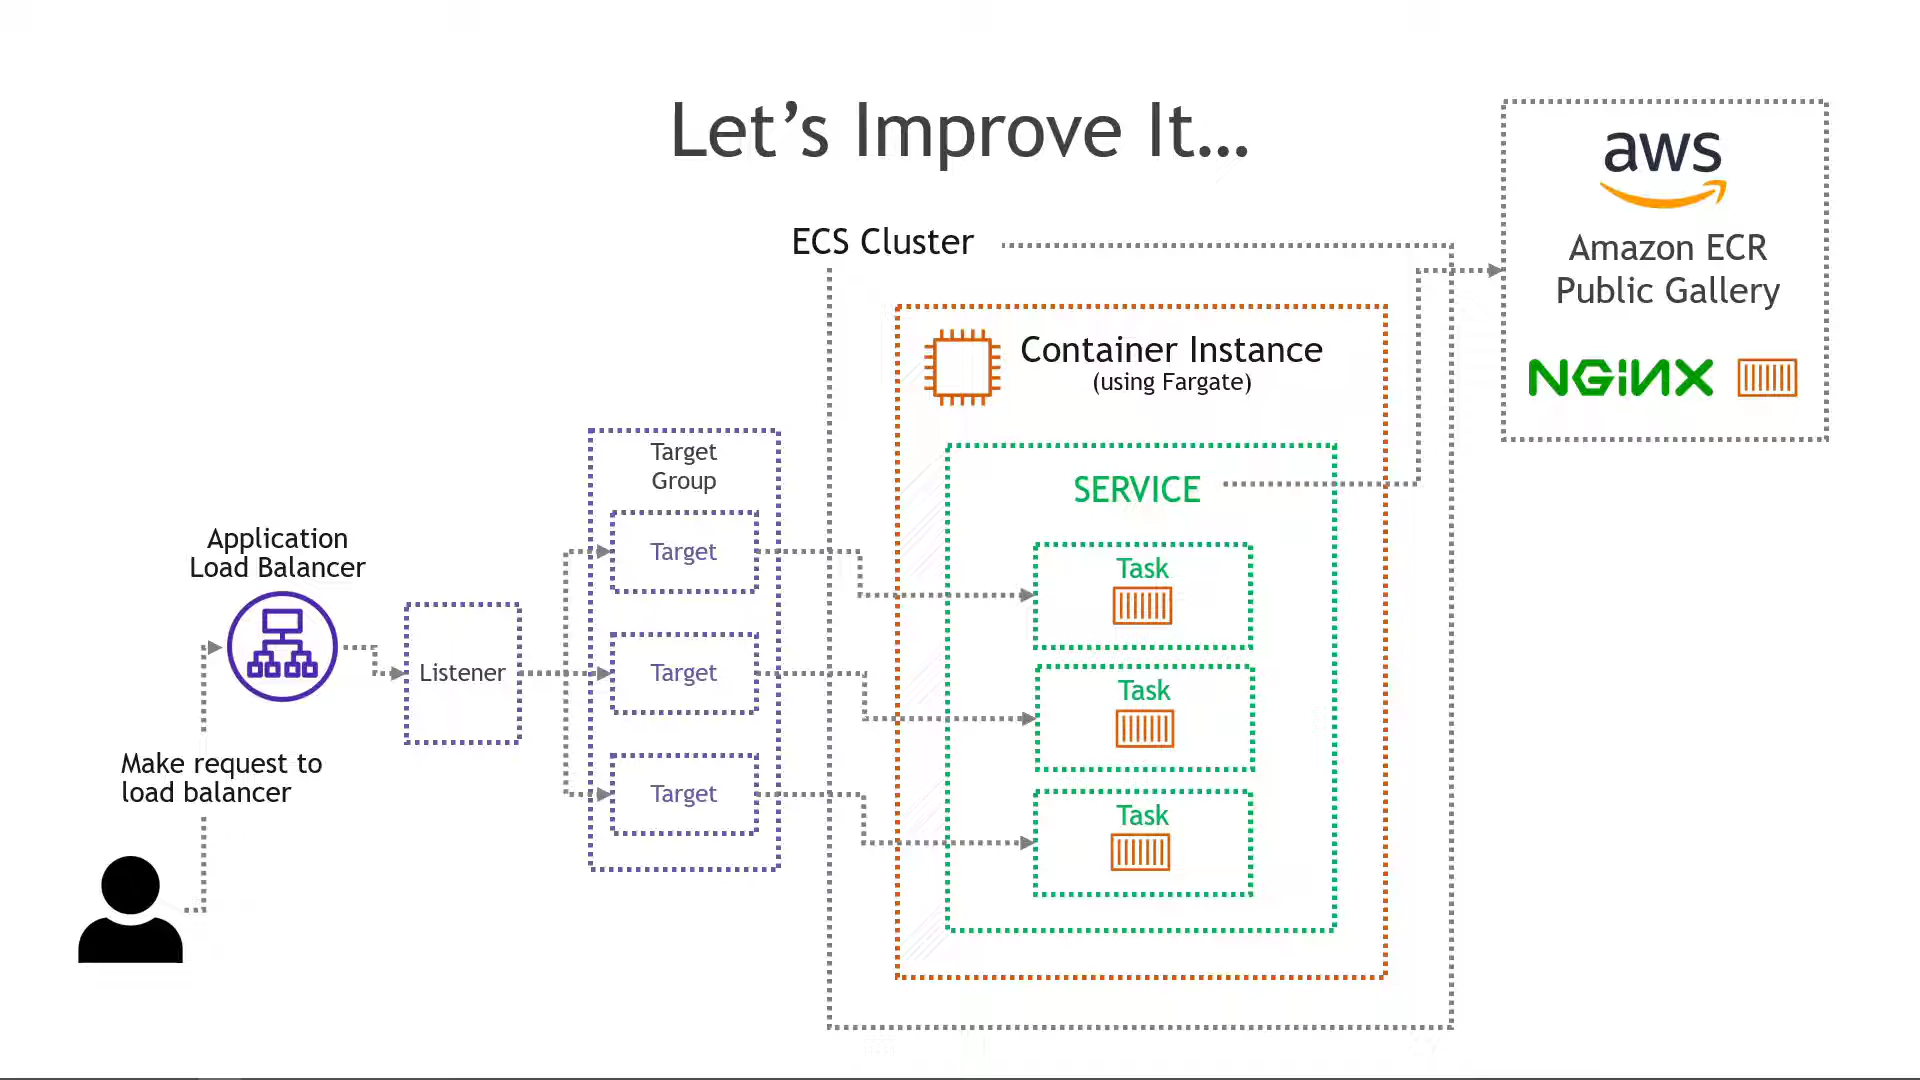 Let’s Improve It…
aws
Amazon ECR
Public Gallery
NGINX
ECS Cluster
Container Instance
(using Fargate)
SERVICE
Task
Task
Task
Target
Group
Target
Target
Target
Application
Load Balancer
Listener
Make request to
load balancer